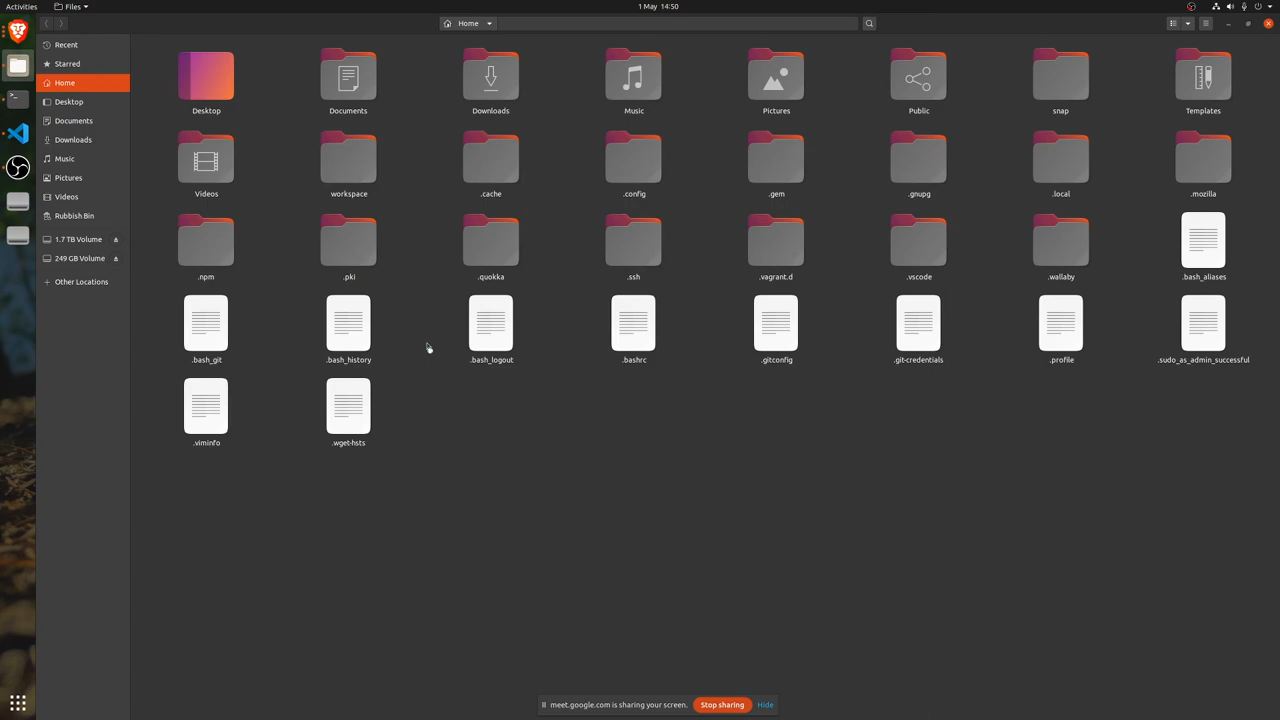 Activities
Files
1 May 14:50
Home
Recent
Starred
Home
Desktop
Documents
Downloads
Music
Pictures
Videos
Rubbish Bin
1.7 TB Volume
249 GB Volume
Other Locations
Desktop
Documents
Downloads
Music
Pictures
Public
snap
Templates
Videos
workspace
.cache
.config
.gem
.gnupg
.local
.mozilla
.npm
.pki
.quokka
.ssh
.vagrant.d
.vscode
.wallaby
.bash_aliases
.bash_git
.bash_history
.bash_logout
.bashrc
.gitconfig
.git-credentials
.profile
.sudo_as_admin_successful
.viminfo
.wget-hsts
meet.google.com is sharing your screen.
Stop sharing
Hide